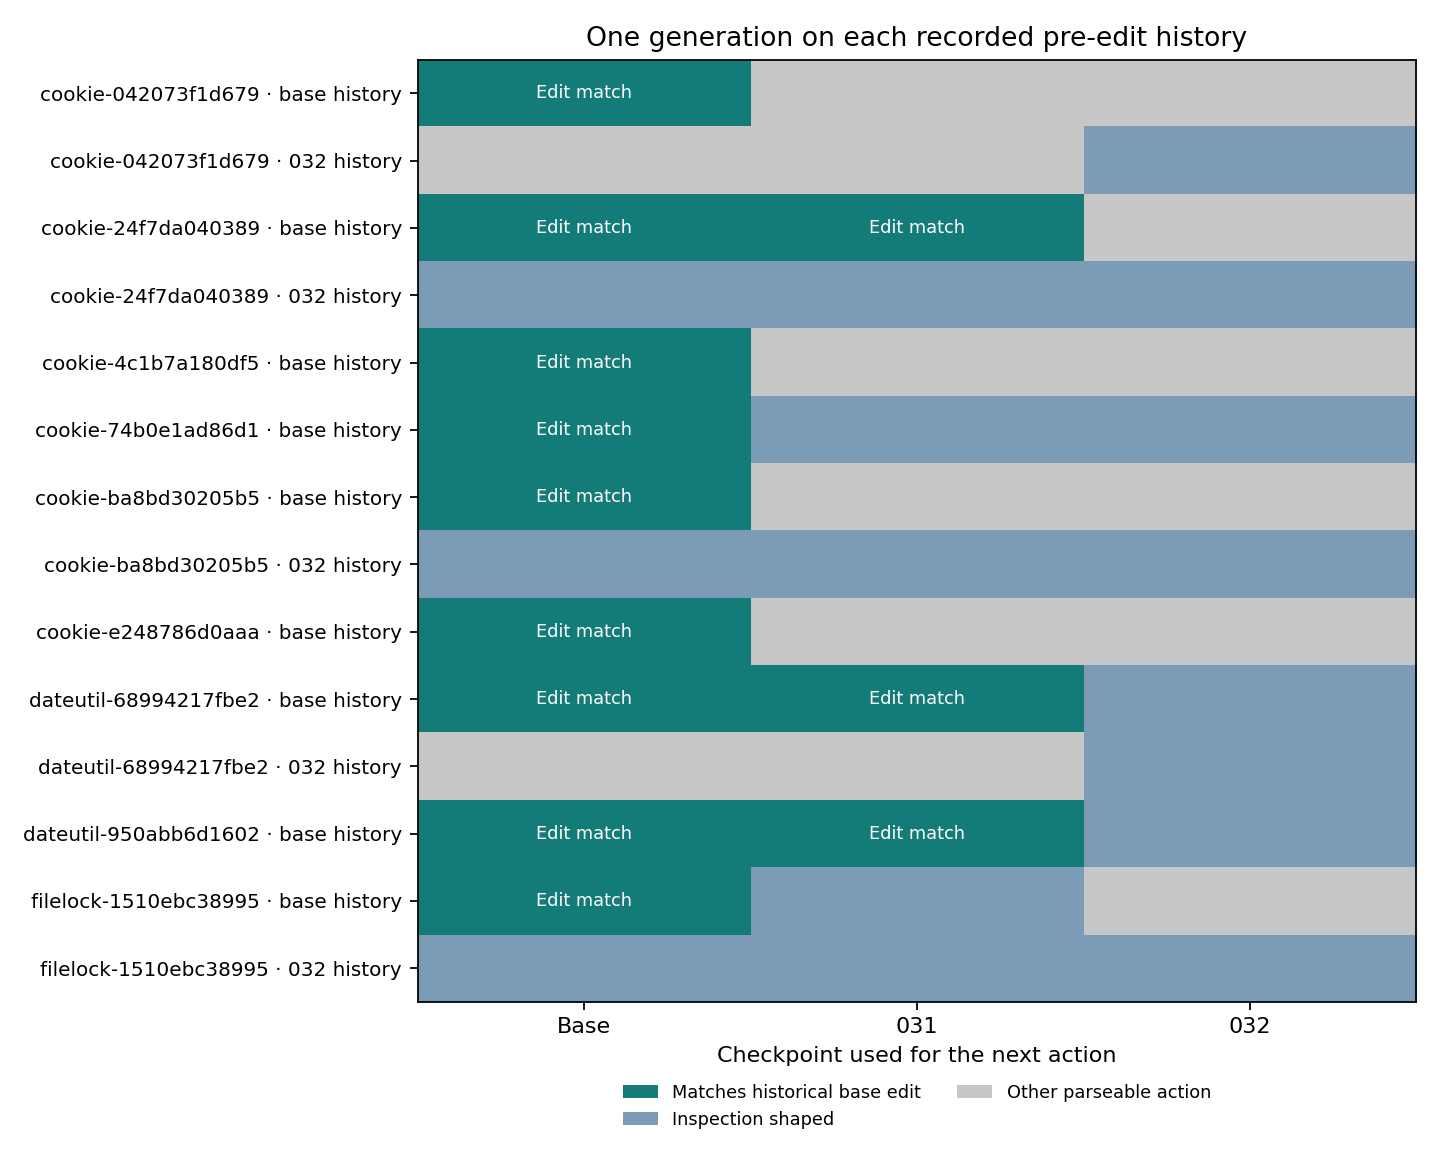 One generation on each recorded pre-edit history
cookie-042073f1d679 · base history
Edit match
cookie-042073f1d679 · 032 history
cookie-24f7da040389 · base history
Edit match
Edit match
cookie-24f7da040389 · 032 history
cookie-4c1b7a180df5 · base history
Edit match
cookie-74b0e1ad86d1 · base history
Edit match
cookie-ba8bd30205b5 · base history
Edit match
cookie-ba8bd30205b5 · 032 history
cookie-e248786d0aaa · base history
Edit match
dateutil-68994217fbe2 · base history
Edit match
Edit match
dateutil-68994217fbe2 · 032 history
dateutil-950abb6d1602 · base history
Edit match
Edit match
filelock-1510ebc38995 · base history
Edit match
filelock-1510ebc38995 · 032 history
Base
031
032
Checkpoint used for the next action
Matches historical base edit
Other parseable action
Inspection shaped